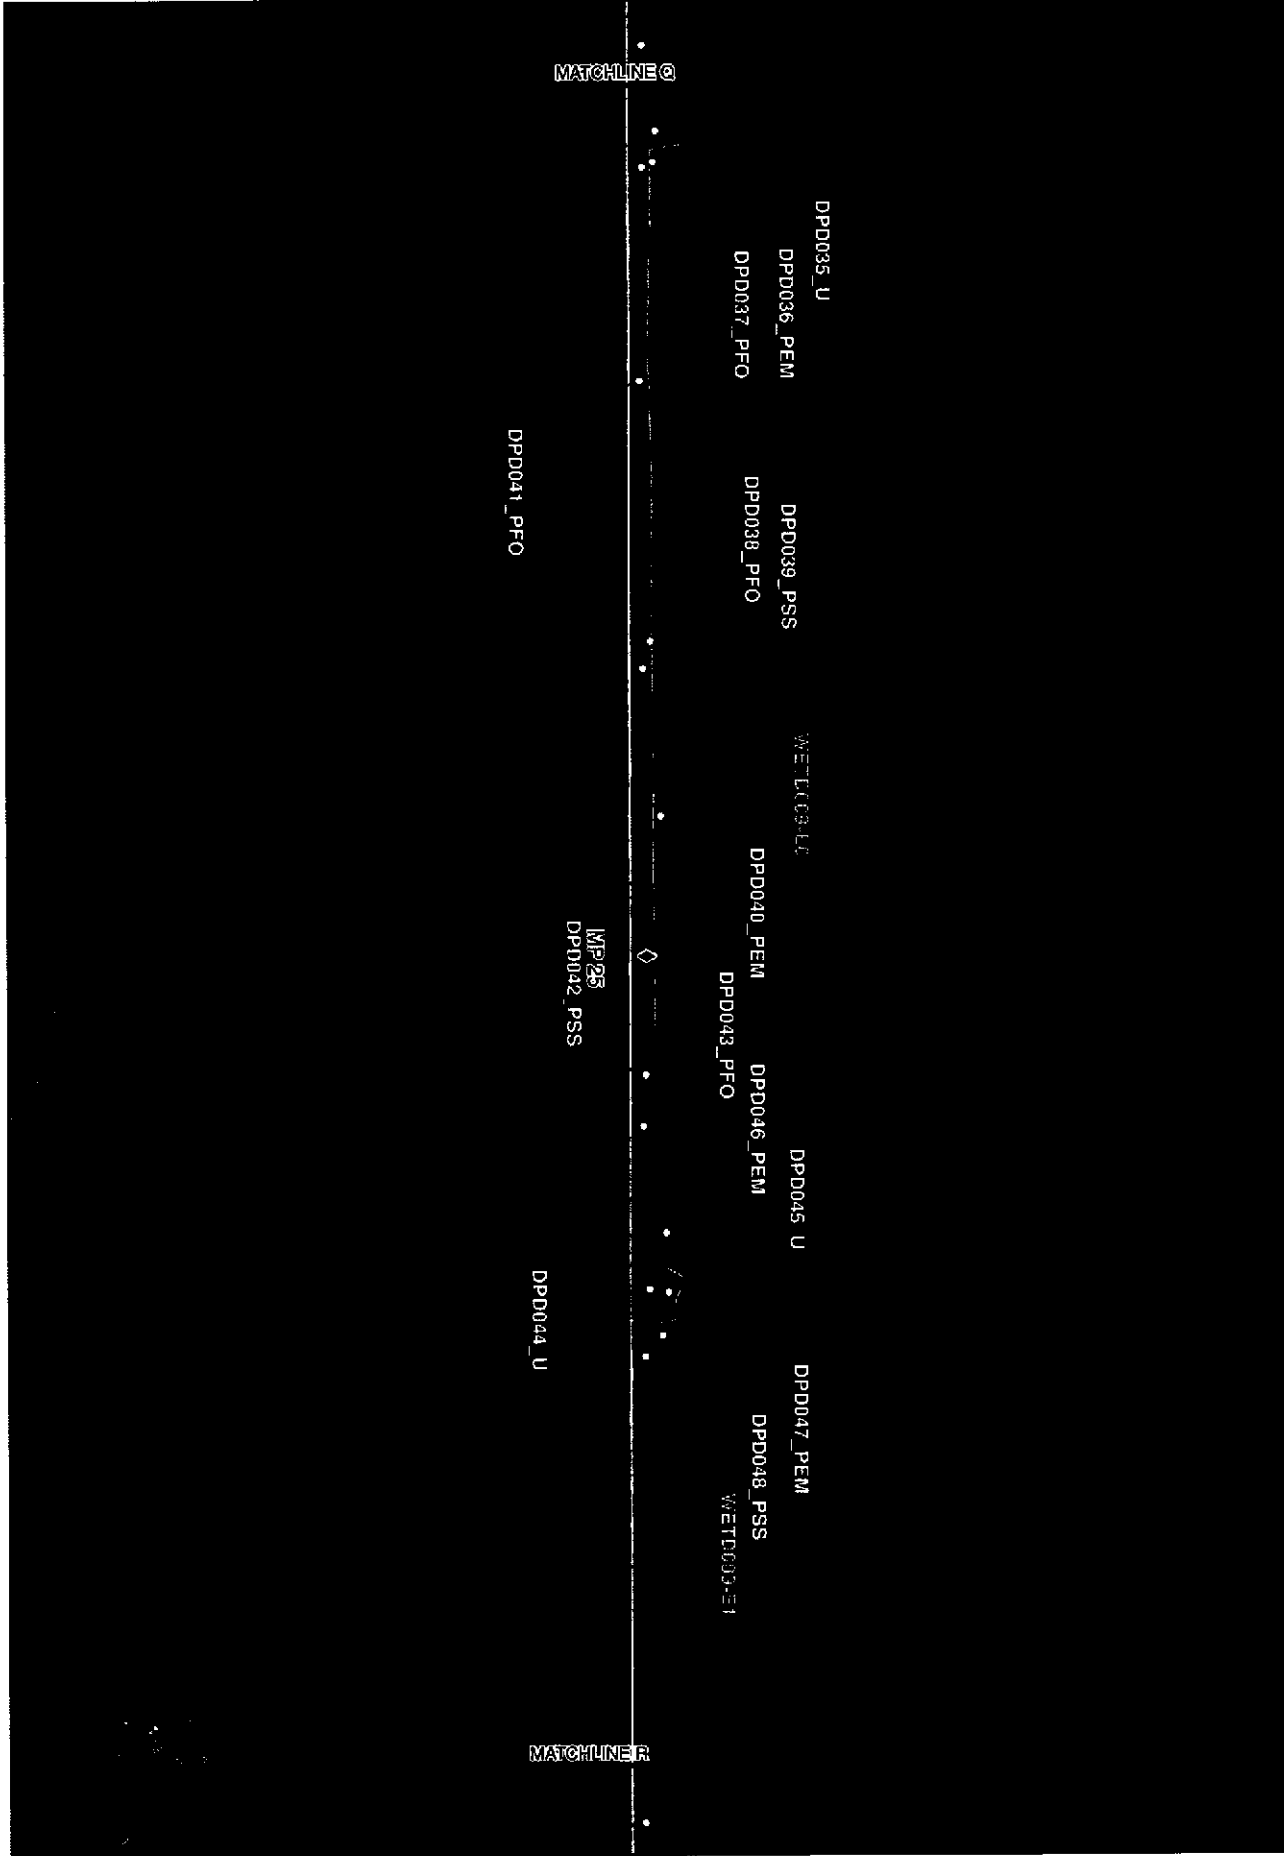 MATCHLINE Q
DPD035_U
DPD036_PEM
DPD037_PFO
DPD041_PFO
DPD039_PSS
DPD038_PFO
DPD040_PEM
MP 25
DPD042_PSS
DPD043_PFO
DPD046_PEM
DPD045_U
DPD044_U
DPD047_PEM
DPD048_PSS
MATCHLINE R